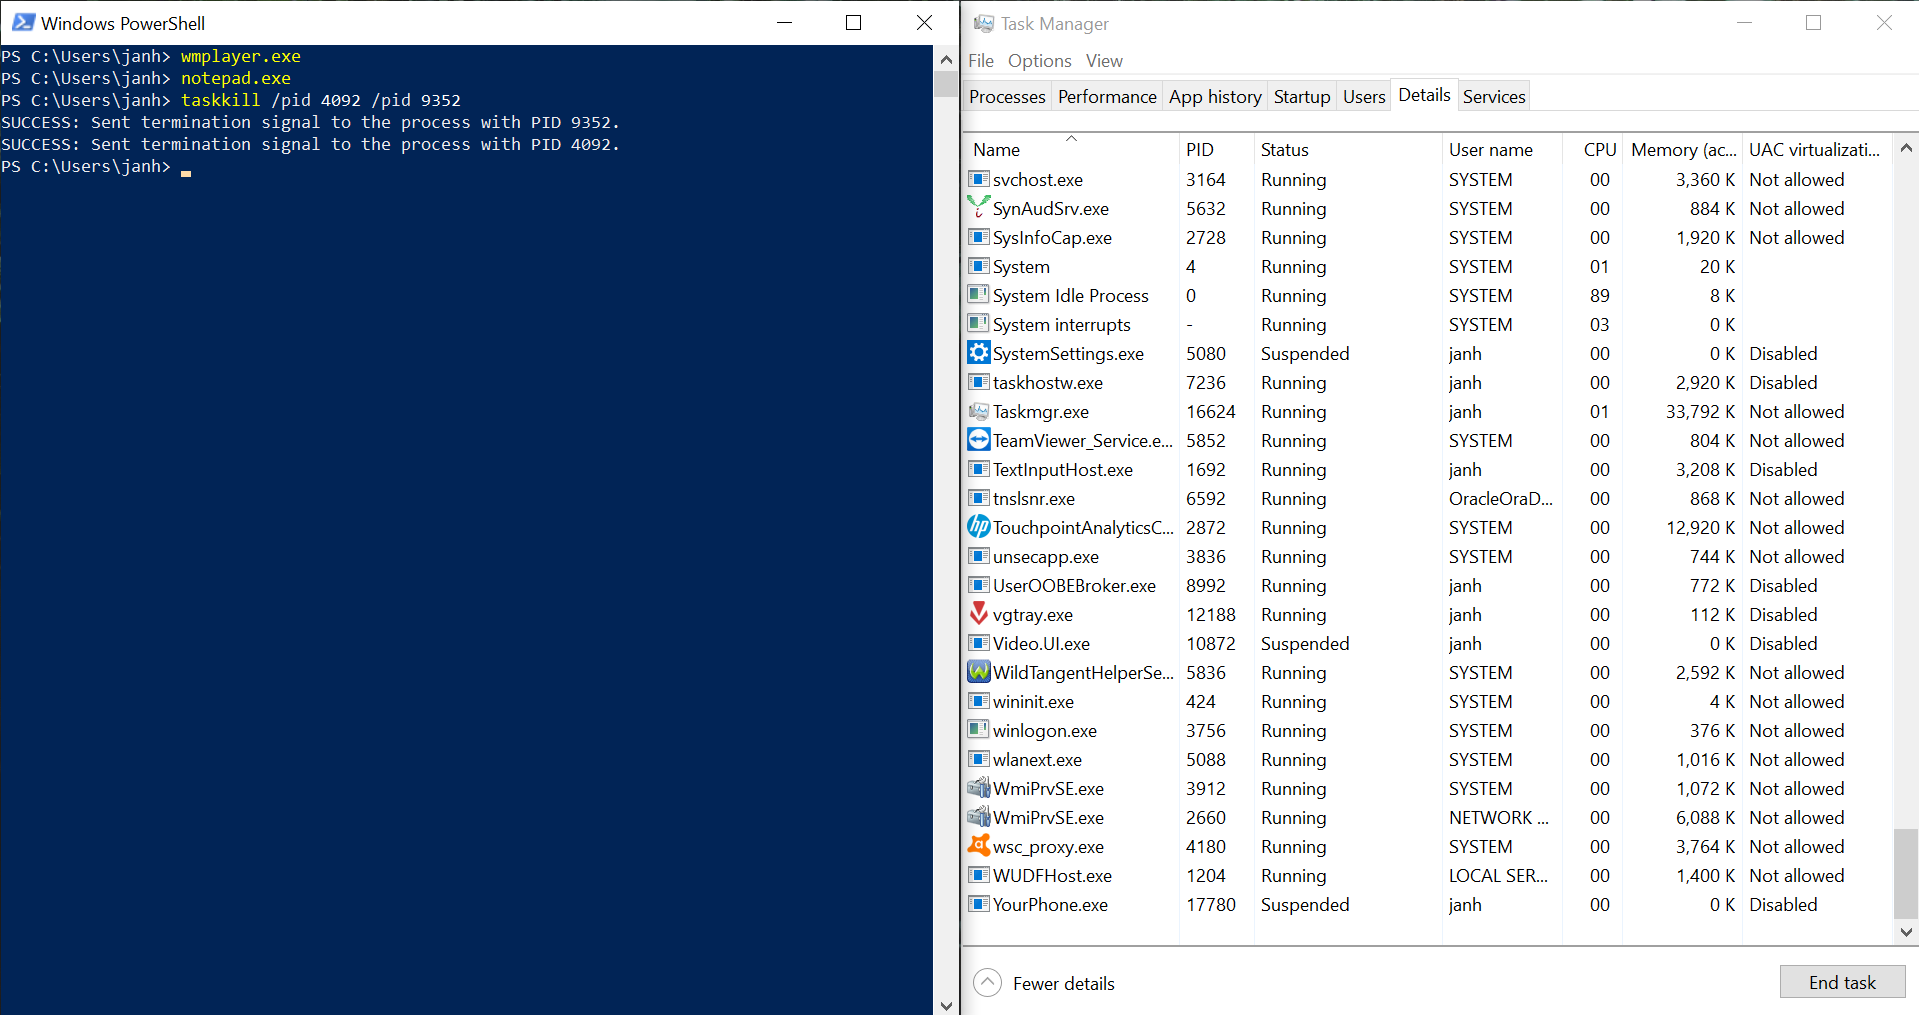 Windows PowerShell
PS C:\Users\janh> wmplayer.exe
PS C:\Users\janh> notepad.exe
PS C:\Users\janh> taskkill /pid 4092 /pid 9352
SUCCESS: Sent termination signal to the process with PID 9352.
SUCCESS: Sent termination signal to the process with PID 4092.
PS C:\Users\janh>
Task Manager
File Options View
Processes Performance App history Startup Users Details Services
Name PID Status User name CPU Memory (ac... UAC virtualizati...
svchost.exe 3164 Running SYSTEM 00 3,360 K Not allowed
SynAudSrv.exe 5632 Running SYSTEM 00 884 K Not allowed
SysInfoCap.exe 2728 Running SYSTEM 00 1,920 K Not allowed
System 4 Running SYSTEM 01 20 K
System Idle Process 0 Running SYSTEM 89 8 K
System interrupts - Running SYSTEM 03 0 K
SystemSettings.exe 5080 Suspended janh 00 0 K Disabled
taskhostw.exe 7236 Running janh 00 2,920 K Disabled
Taskmgr.exe 16624 Running janh 01 33,792 K Not allowed
TeamViewer_Service.e... 5852 Running SYSTEM 00 804 K Not allowed
TextInputHost.exe 1692 Running janh 00 3,208 K Disabled
tnslsnr.exe 6592 Running OracleOraD... 00 868 K Not allowed
hp TouchpointAnalyticsC... 2872 Running SYSTEM 00 12,920 K Not allowed
unsecapp.exe 3836 Running SYSTEM 00 744 K Not allowed
UserOOBEBroker.exe 8992 Running janh 00 772 K Disabled
vgtray.exe 12188 Running janh 00 112 K Disabled
Video.UI.exe 10872 Suspended janh 00 0 K Disabled
WildTangentHelperSe... 5836 Running SYSTEM 00 2,592 K Not allowed
wininit.exe 424 Running SYSTEM 00 4 K Not allowed
winlogon.exe 3756 Running SYSTEM 00 376 K Not allowed
wlanext.exe 5088 Running SYSTEM 00 1,016 K Not allowed
WmiPrvSE.exe 3912 Running SYSTEM 00 1,072 K Not allowed
WmiPrvSE.exe 2660 Running NETWORK ... 00 6,088 K Not allowed
wsc_proxy.exe 4180 Running SYSTEM 00 3,764 K Not allowed
WUDFHost.exe 1204 Running LOCAL SER... 00 1,400 K Not allowed
YourPhone.exe 17780 Suspended janh 00 0 K Disabled
Fewer details
End task